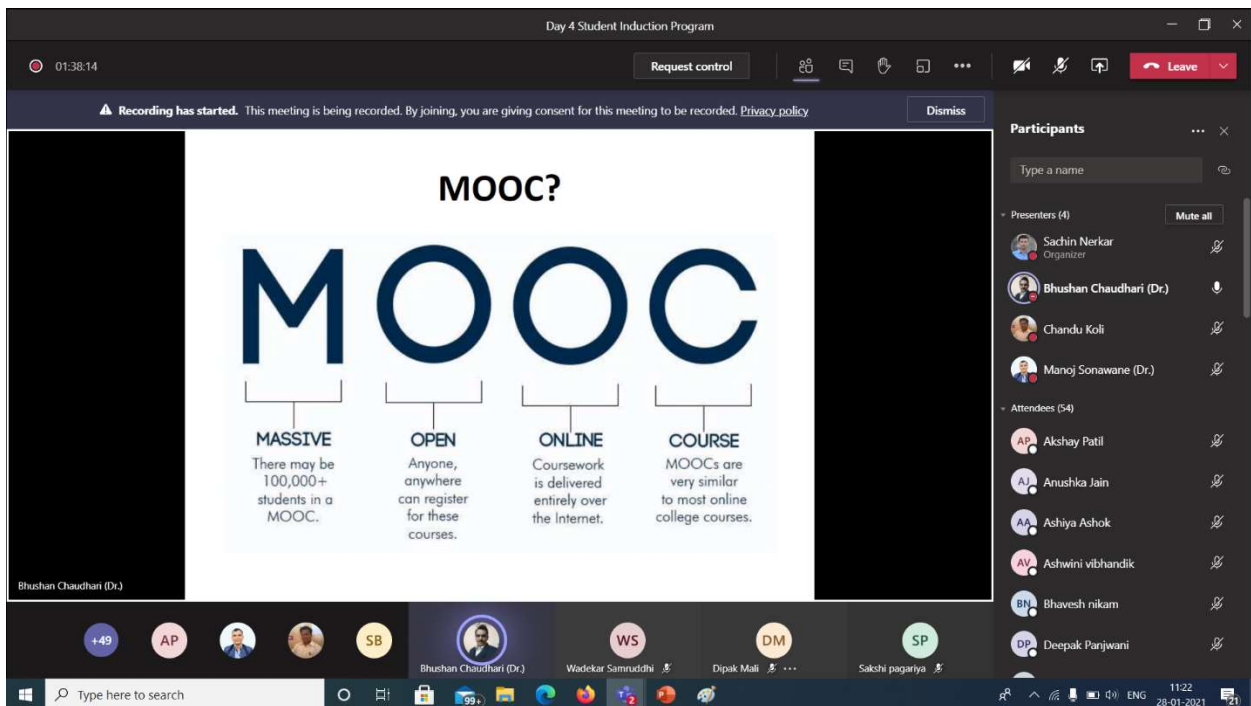 Day 4 Student Induction Program
01:38:14
Request control
Leave
Recording has started. This meeting is being recorded. By joining, you are giving consent for this meeting to be recorded. Privacy policy
Dismiss
MOOC?
MOOC
MASSIVE
There may be
100,000+
students in a
MOOC.
OPEN
Anyone,
anywhere
can register
for these
courses.
ONLINE
Coursework
is delivered
entirely over
the Internet.
COURSE
MOOCs are
very similar
to most online
college courses.
Bhushan Chaudhari (Dr.)
Participants
Type a name
Presenters (4)
Mute all
Sachin Nerkar
Organizer
Bhushan Chaudhari (Dr.)
Chandu Koli
Manoj Sonawane (Dr.)
Attendees (54)
AP Akshay Patil
AJ Anushka Jain
AA Ashiya Ashok
AV Ashwini vibhandik
BN Bhavesh nikam
DP Deepak Panjwani
+49
AP
SB
Bhushan Chaudhari (Dr.)
WS
Wadekar Samruddhi
DM
Dipak Mali
SP
Sakshi pagariya
Type here to search
99+
2
ENG
11:22
28-01-2021
21